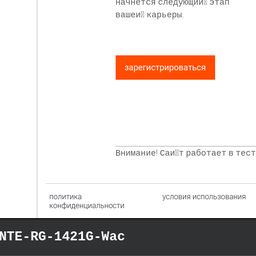 начнется следующий этап
вашей карьеры
зарегистрироваться
Внимание! Сайт работает в тест
политика
условия использования
конфиденциальности
NTE-RG-1421G-Wac